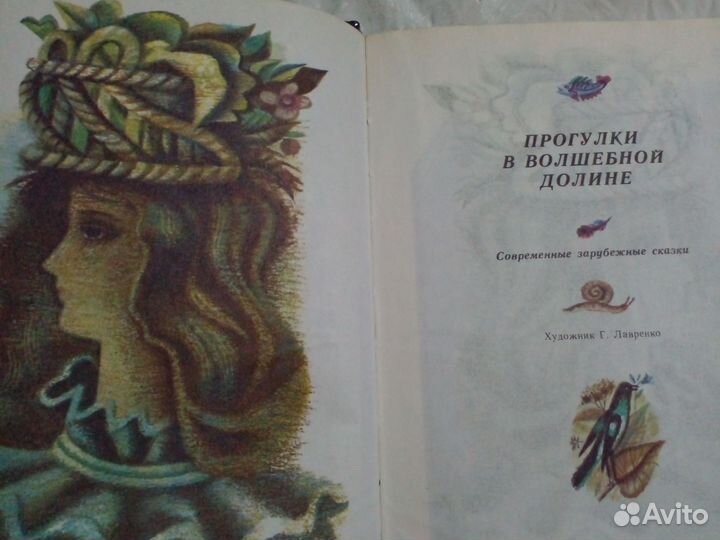 ПРОГУЛКИ
В ВОЛШЕБНОЙ
ДОЛИНЕ
Современные зарубежные сказки
Художник Г. Лавренко
Avito